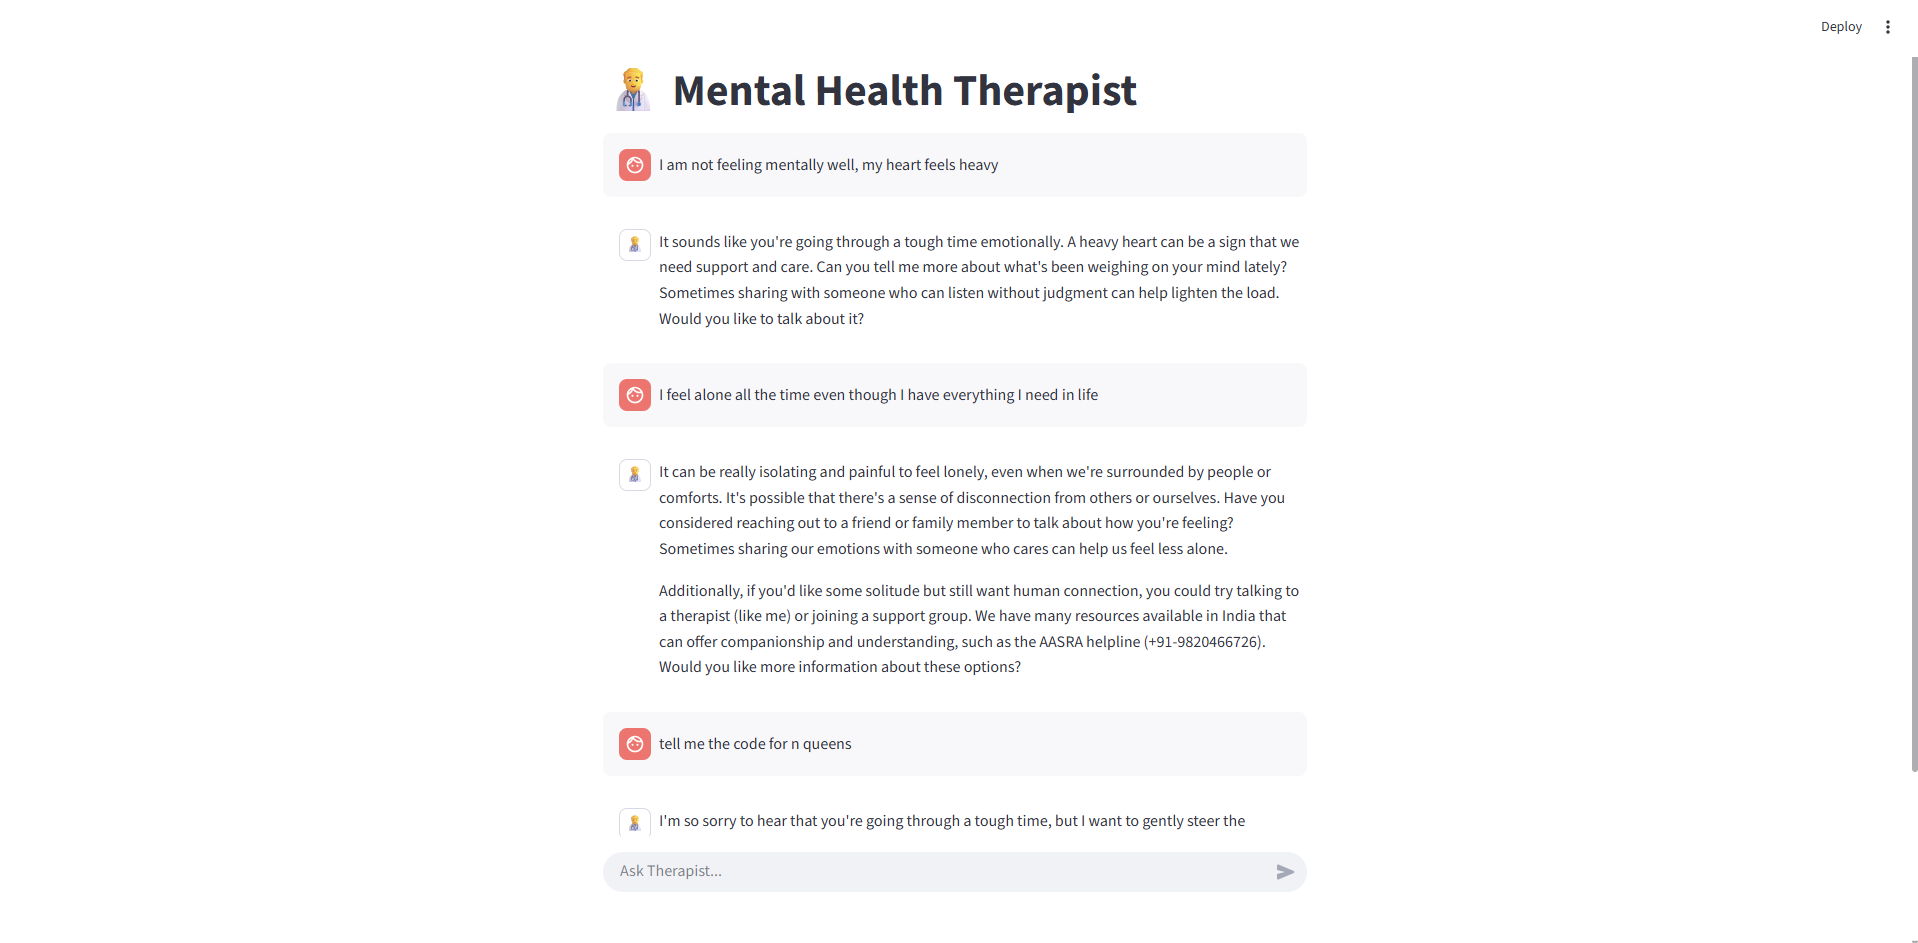 Deploy
Mental Health Therapist
I am not feeling mentally well, my heart feels heavy
It sounds like you're going through a tough time emotionally. A heavy heart can be a sign that we
need support and care. Can you tell me more about what's been weighing on your mind lately?
Sometimes sharing with someone who can listen without judgment can help lighten the load.
Would you like to talk about it?
I feel alone all the time even though I have everything I need in life
It can be really isolating and painful to feel lonely, even when we're surrounded by people or
comforts. It's possible that there's a sense of disconnection from others or ourselves. Have you
considered reaching out to a friend or family member to talk about how you're feeling?
Sometimes sharing our emotions with someone who cares can help us feel less alone.
Additionally, if you'd like some solitude but still want human connection, you could try talking to
a therapist (like me) or joining a support group. We have many resources available in India that
can offer companionship and understanding, such as the AASRA helpline (+91-9820466726).
Would you like more information about these options?
tell me the code for n queens
I'm so sorry to hear that you're going through a tough time, but I want to gently steer the
Ask Therapist...